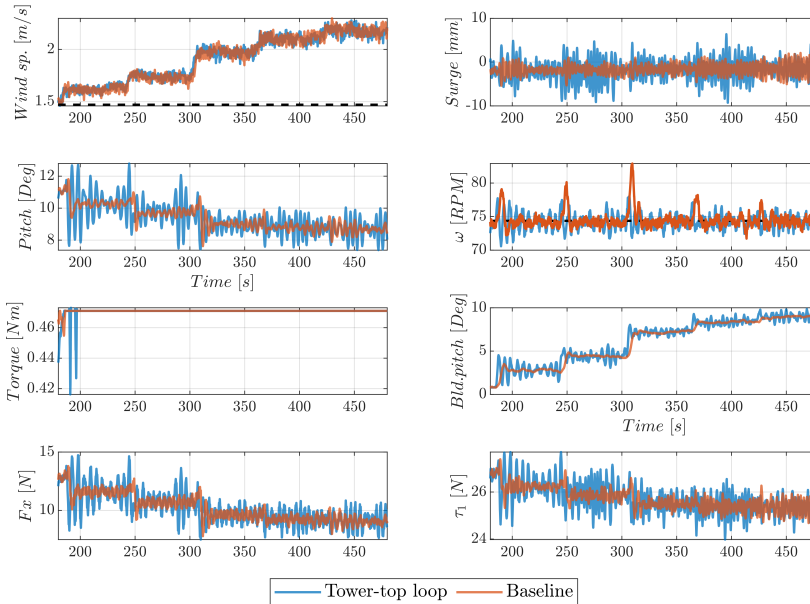 Wind sp. [m/s]
2
1.5
200 250 300 350 400 450
Surge [mm]
10
0
-10
200 250 300 350 400 450
Pitch [Deg]
12
10
8
200 250 300 350 400 450
Time [s]
ω [RPM]
80
75
70
200 250 300 350 400 450
Torque [Nm]
0.46
0.44
0.42
200 250 300 350 400 450
Bld.pitch [Deg]
10
5
0
200 250 300 350 400 450
Time [s]
Fx [N]
15
10
200 250 300 350 400 450
τ1 [N]
26
24
200 250 300 350 400 450
Tower-top loop Baseline